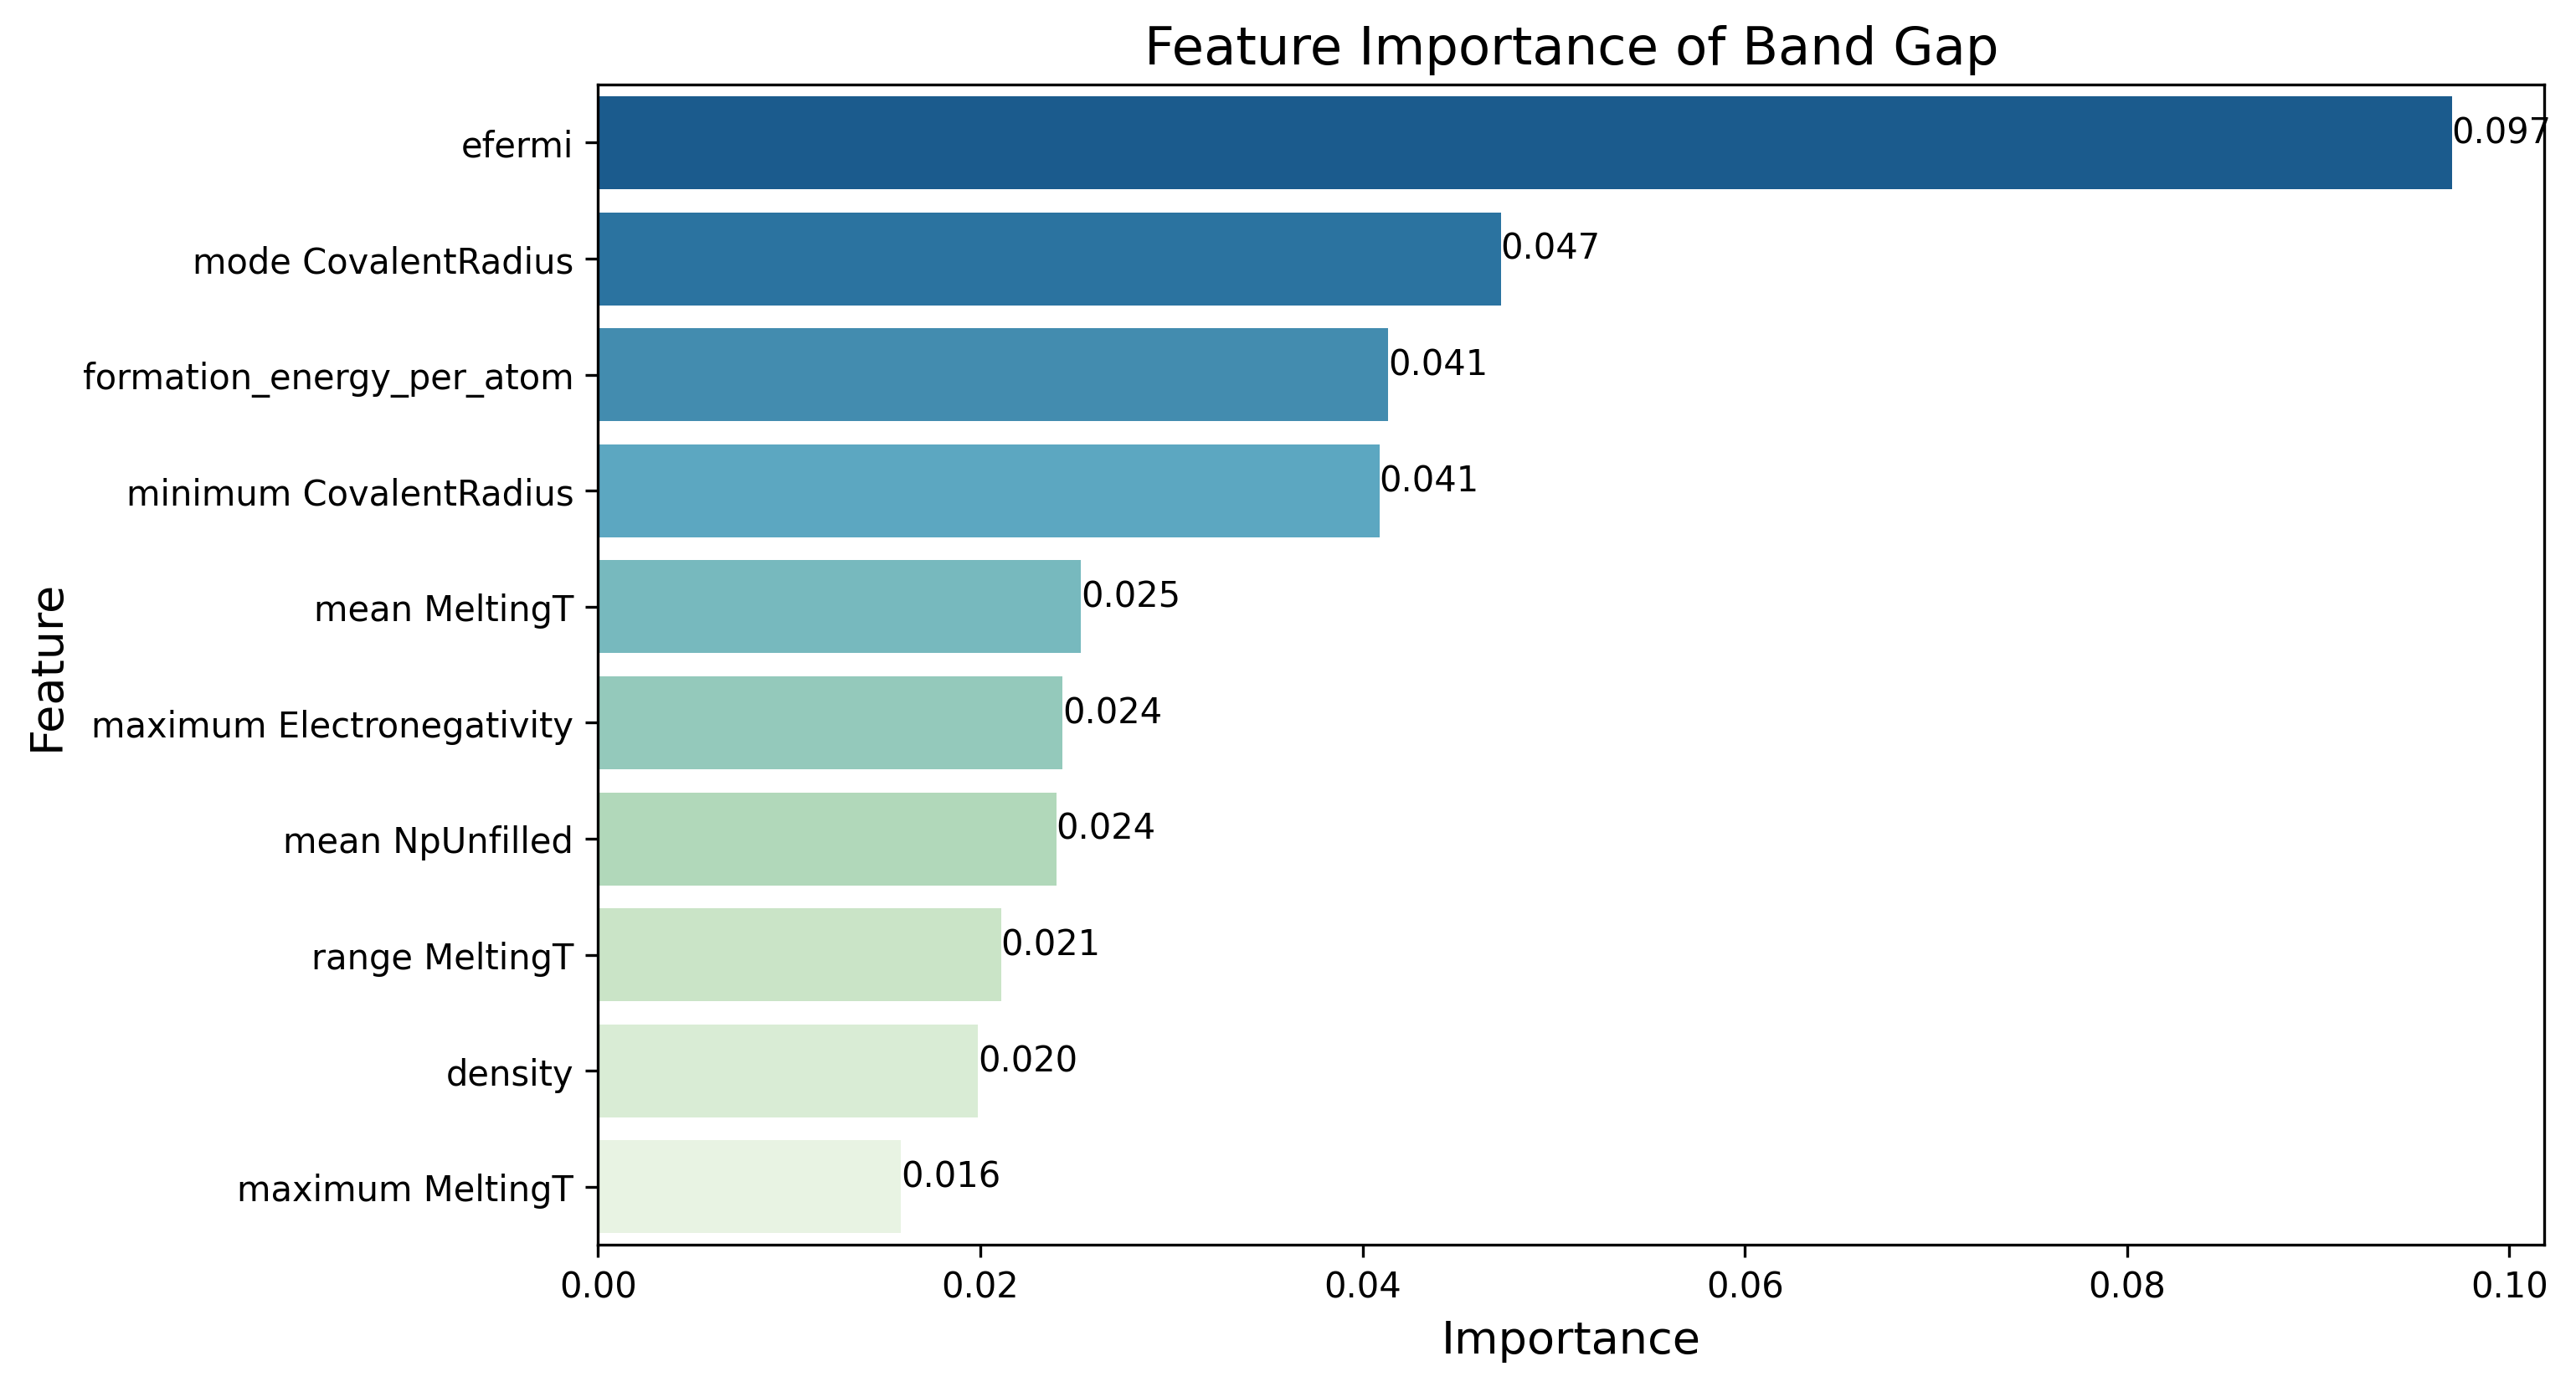 Feature Importance of Band Gap
efermi
0.097
mode CovalentRadius
0.047
formation_energy_per_atom
0.041
minimum CovalentRadius
0.041
mean MeltingT
0.025
maximum Electronegativity
0.024
mean NpUnfilled
0.024
range MeltingT
0.021
density
0.020
maximum MeltingT
0.016
Feature
0.00 0.02 0.04 0.06 0.08 0.10
Importance